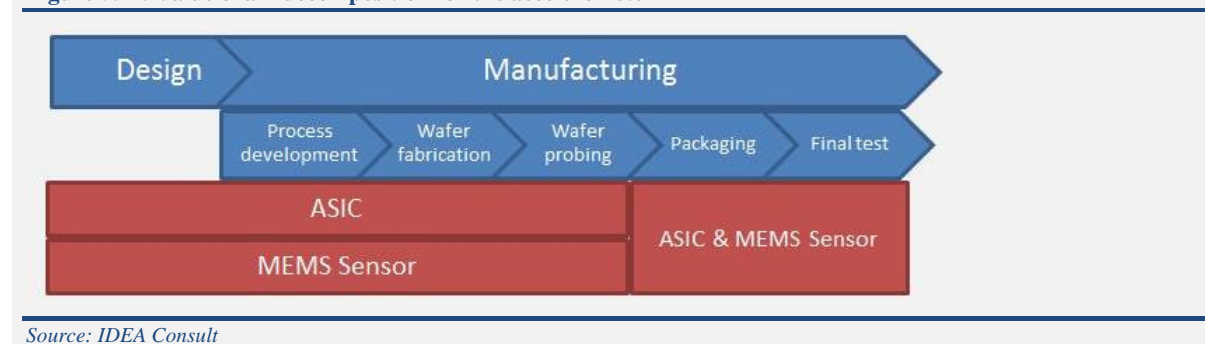 Design
Manufacturing
Process
development
Wafer
fabrication
Wafer
probing
Packaging
Final test
ASIC
MEMS Sensor
ASIC & MEMS Sensor
Source: IDEA Consult